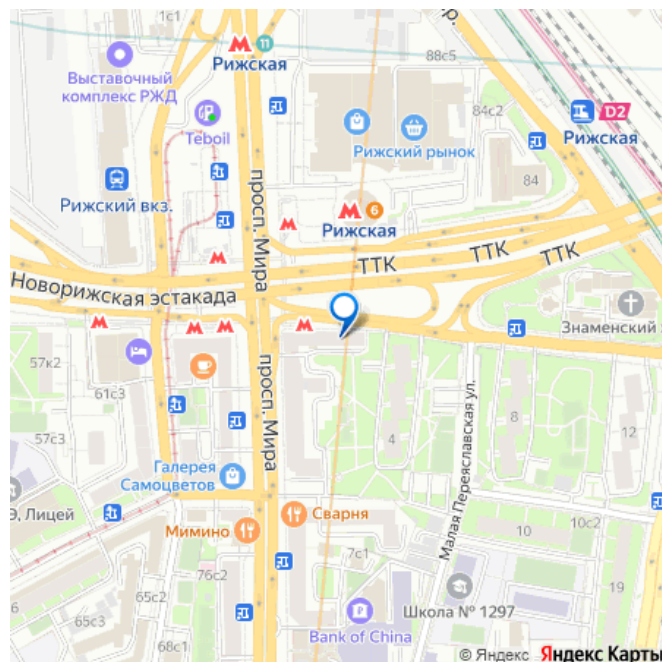 1с1
11
Рижская
88с5
Выставочный
комплекс РЖД
Teboil
84с2
D2
Рижская
Рижский рынок
84
Рижский вкз.
просп. Мира
6
Рижская
ТТК
ТТК
ТТК
Новорижская эстакада
Знаменский
57к2
61с3
просп. Мира
57с3
4
8
12
Малая Переяславская ул.
Галерея
Самоцветов
Э, Лицей
Сварня
Мимино
10
10с2
7с1
76с2
6
65с2
Школа № 1297
19
65с1
68с1
Bank of China
© Яндекс Яндекс Карты